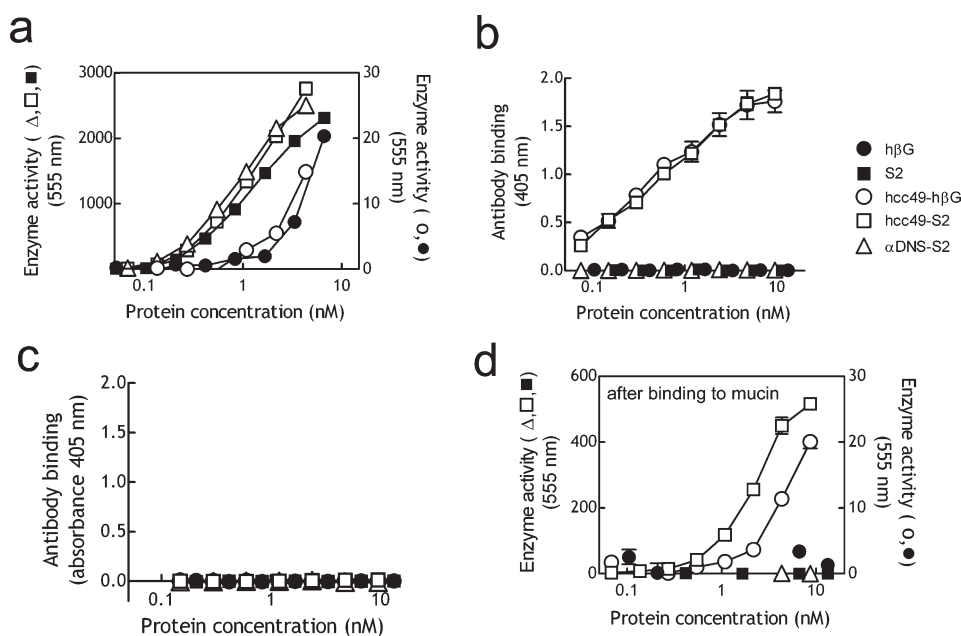 a
Enzyme activity ( △,□,■)
(555 nm)
3000
2000
1000
0
30
20
10
0
Enzyme activity ( O,●)
(555 nm)
0.1
1
10
Protein concentration (nM)
b
Antibody binding
(405 nm)
2.0
1.5
1.0
0.5
0.0
0.1
1
10
Protein concentration (nM)
hβG
S2
hcc49-hβG
hcc49-S2
αDNS-S2
c
Antibody binding
(absorbance 405 nm)
2.0
1.5
1.0
0.5
0.0
0.1
1
10
Protein concentration (nM)
d
Enzyme activity ( △,□,■)
(555 nm)
600
400
200
0
after binding to mucin
30
20
10
0
Enzyme activity ( O,●)
(555 nm)
0.1
1
10
Protein concentration (nM)